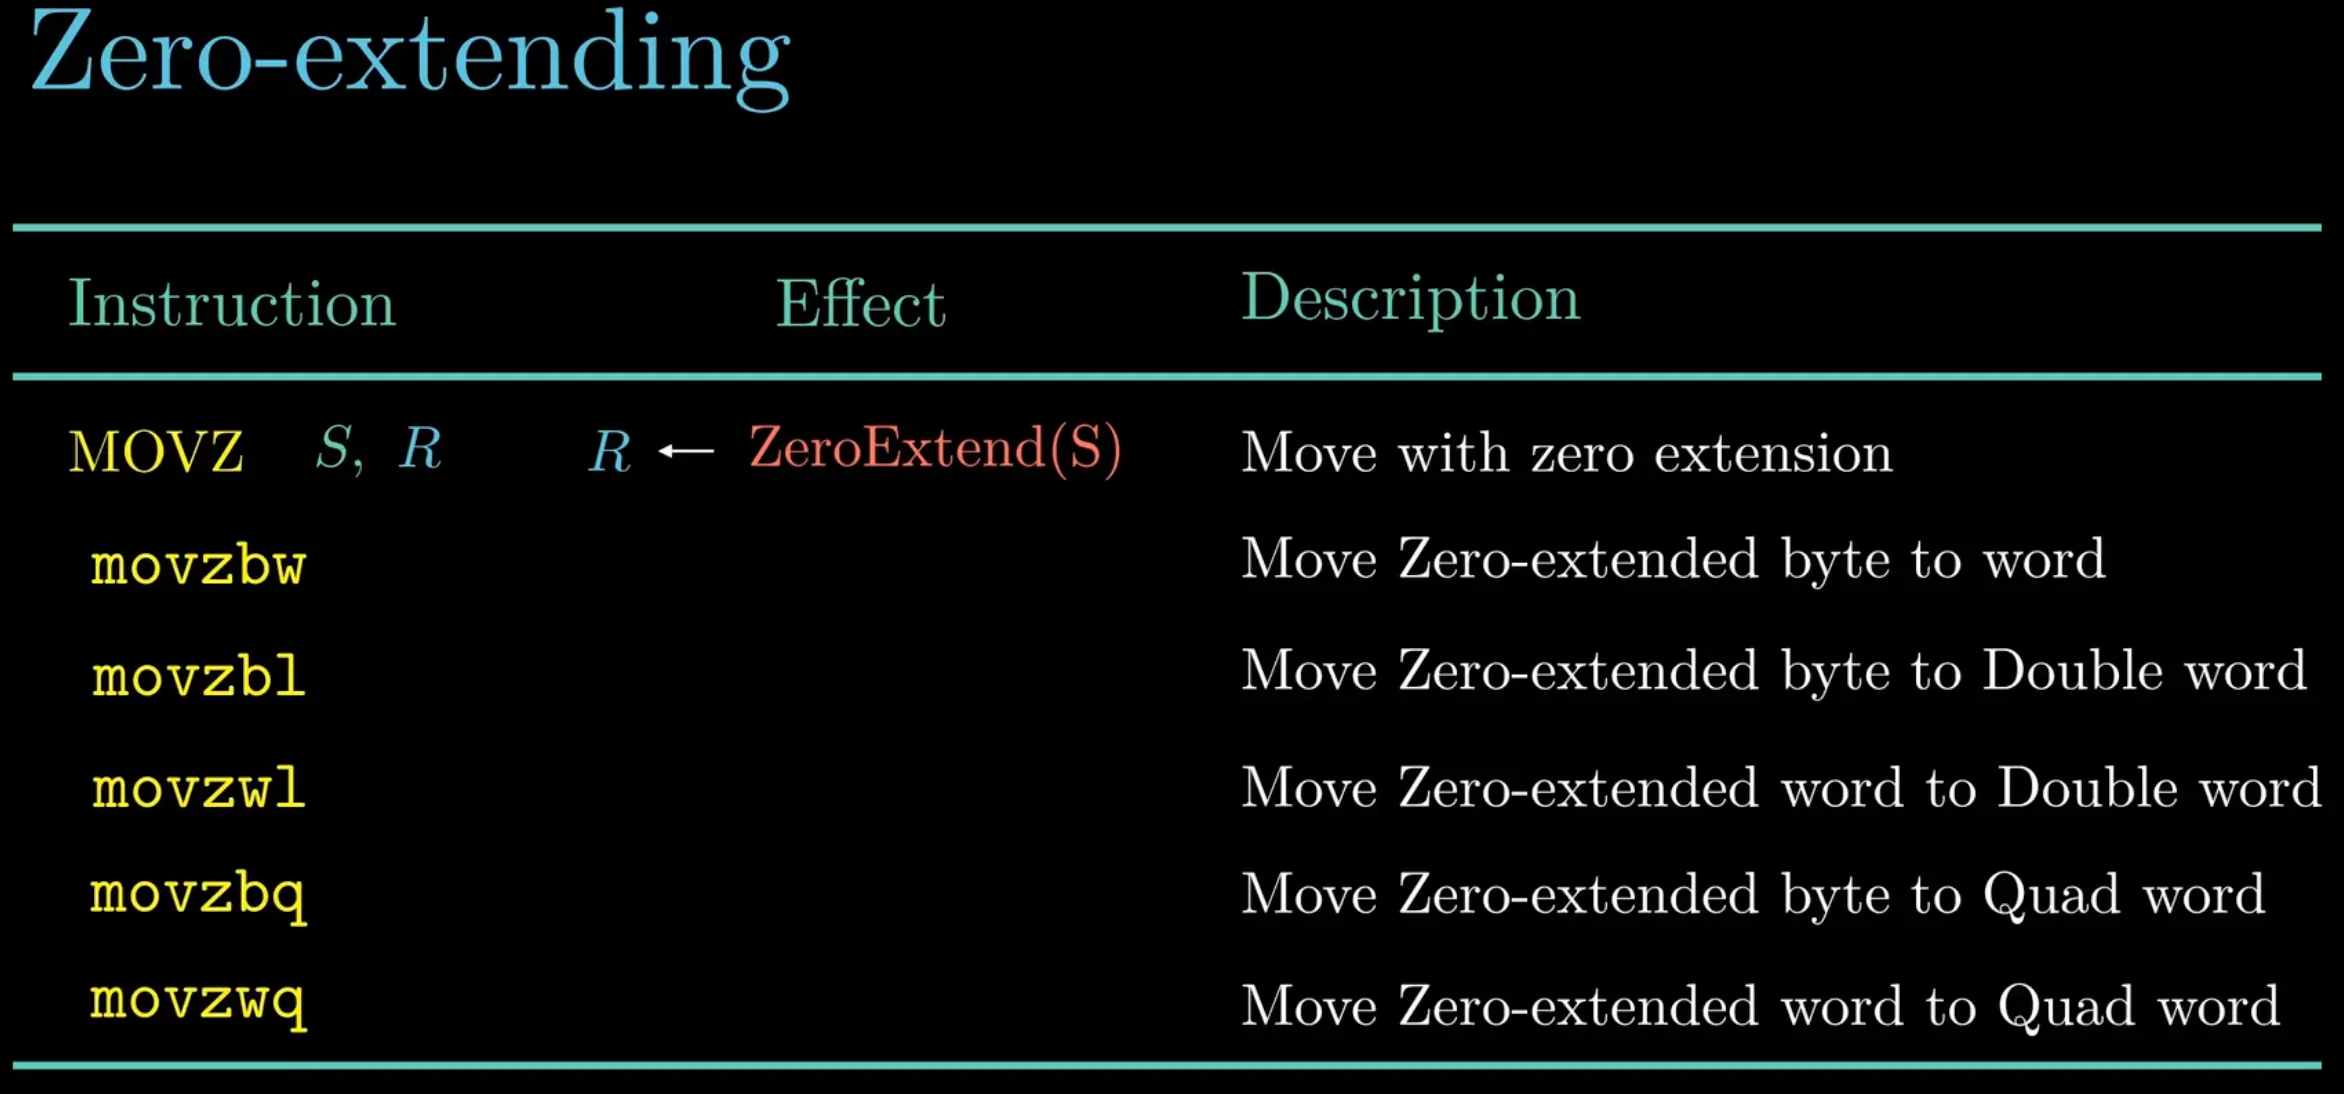 Zero-extending
Instruction Effect Description
MOVZ S, R R ← ZeroExtend(S) Move with zero extension
movzbw Move Zero-extended byte to word
movzbl Move Zero-extended byte to Double word
movzwl Move Zero-extended word to Double word
movzbq Move Zero-extended byte to Quad word
movzwq Move Zero-extended word to Quad word